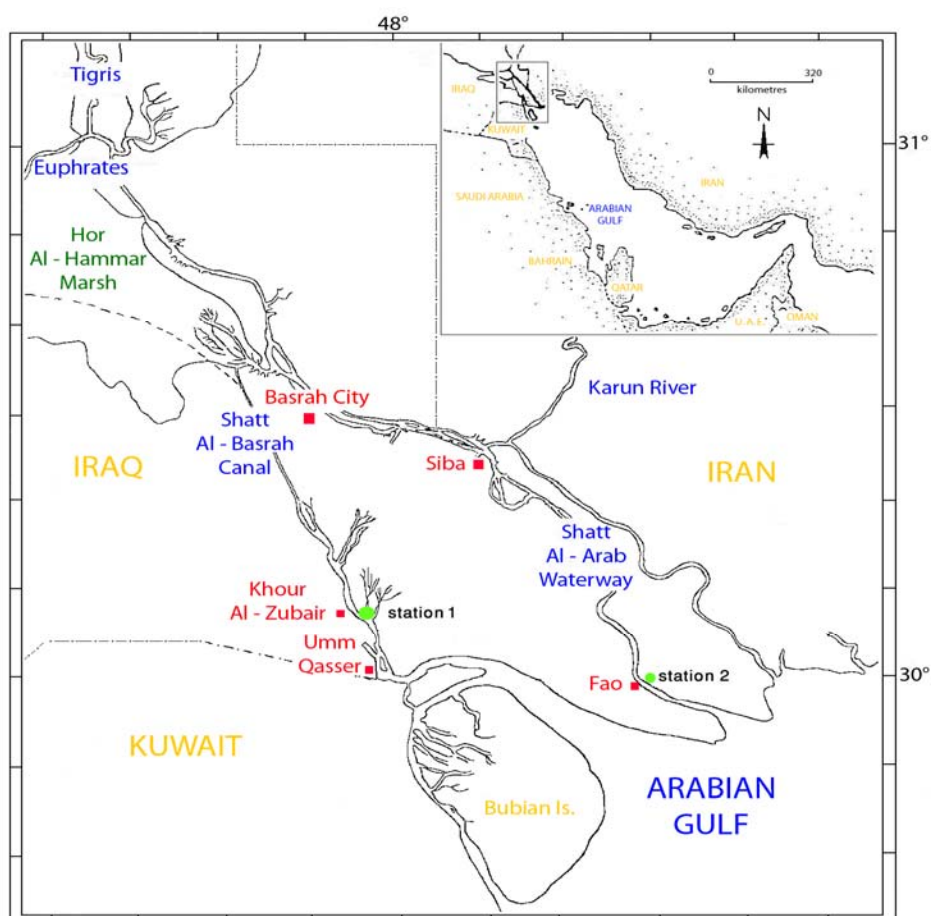 48°
Tigris
Euphrates
Hor
Al - Hammar
Marsh
IRAQ
KUWAIT
SAUDI ARABIA
BAHRAIN
QATAR
ARABIAN
GULF
IRAN
U.A.E.
OMAN
0 320
kilometres
N
31°
Basrah City
Shatt
Al - Basrah
Canal
Karun River
IRAQ
Siba
IRAN
Shatt
Al - Arab
Waterway
Khour
Al - Zubair
station 1
Umm
Qasser
Fao
station 2
30°
KUWAIT
Bubian Is.
ARABIAN
GULF